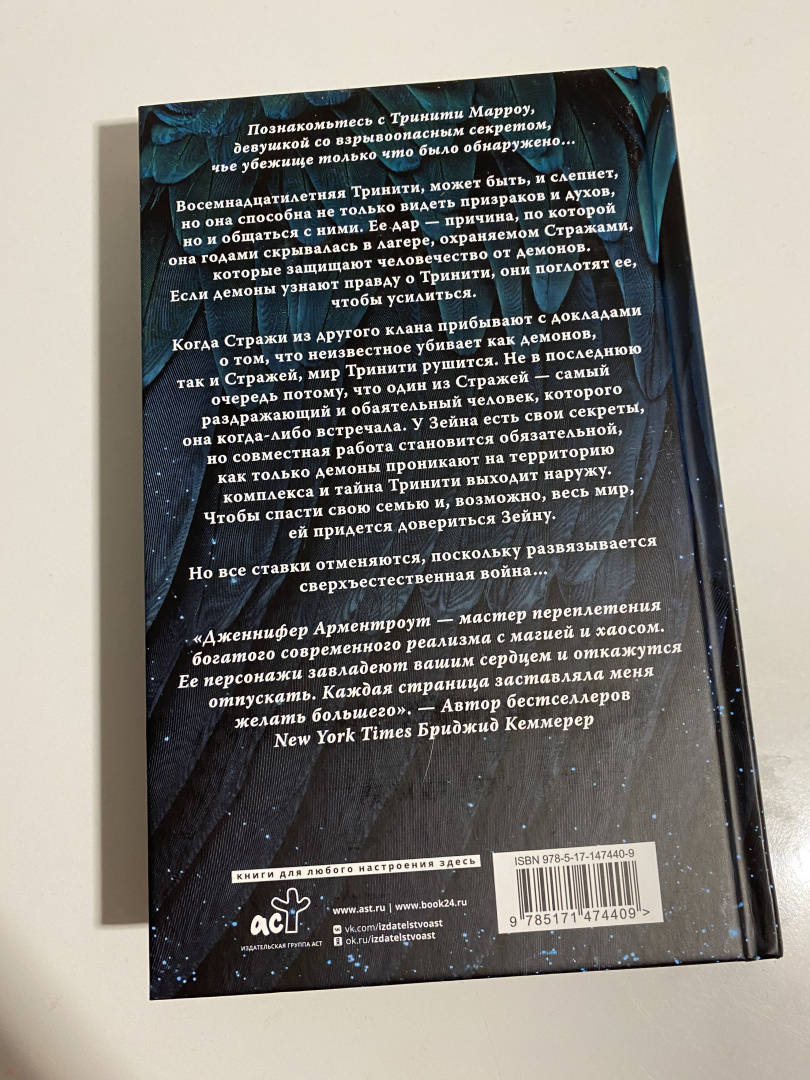 Познакомьтесь с Тринити Марроу,
девушкой со взрывоопасным секретом,
чье убежище только что было обнаружено...
Восемнадцатилетняя Тринити, может быть, и слепнет,
но она способна не только видеть призраков и духов,
но и общаться с ними. Ее дар — причина, по которой
она годами скрывалась в лагере, охраняемом Стражами,
которые защищают человечество от демонов.
Если демоны узнают правду о Тринити, они поглотят ее,
чтобы усилиться.
Когда Стражи из другого клана прибывают с докладами
о том, что неизвестное убивает как демонов,
так и Стражей, мир Тринити рушится. Не в последнюю
очередь потому, что один из Стражей — самый
раздражающий и обаятельный человек, которого
она когда-либо встречала. У Зейна есть свои секреты,
но совместная работа становится обязательной,
как только демоны проникают на территорию
комплекса и тайна Тринити выходит наружу.
Чтобы спасти свою семью и, возможно, весь мир,
ей придется довериться Зейну.
Но все ставки отменяются, поскольку развязывается
сверхъестественная война...
«Дженнифер Арментроут — мастер переплетения
богатого современного реализма с магией и хаосом.
Ее персонажи завладеют вашим сердцем и откажутся
отпускать. Каждая страница заставляла меня
желать большего». — Автор бестселлеров
New York Times Бриджид Кеммерер
книги для любого настроения здесь
аст
ИЗДАТЕЛЬСКАЯ ГРУППА АСТ
www.ast.ru | www.book24.ru
vk.com/izdatelstvoast
ok.ru/izdatelstvoast
ISBN 978-5-17-147440-9
9 785171 474409 >